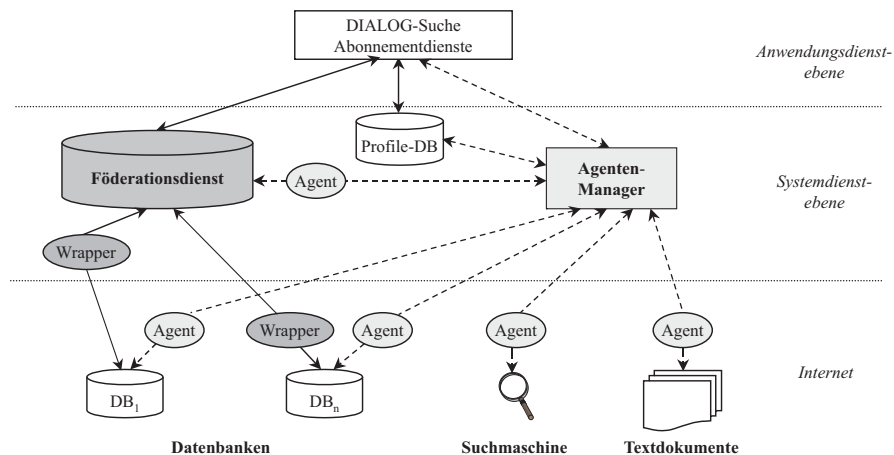 DIALOG-Suche
Abonnementdienste
Anwendungsdienst-
ebene
Profile-DB
Föderationsdienst
Agent
Agenten-
Manager
Systemdienst-
ebene
Wrapper
Agent
Wrapper
Agent
Agent
Agent
DB1
DBn
Internet
Datenbanken
Suchmaschine
Textdokumente